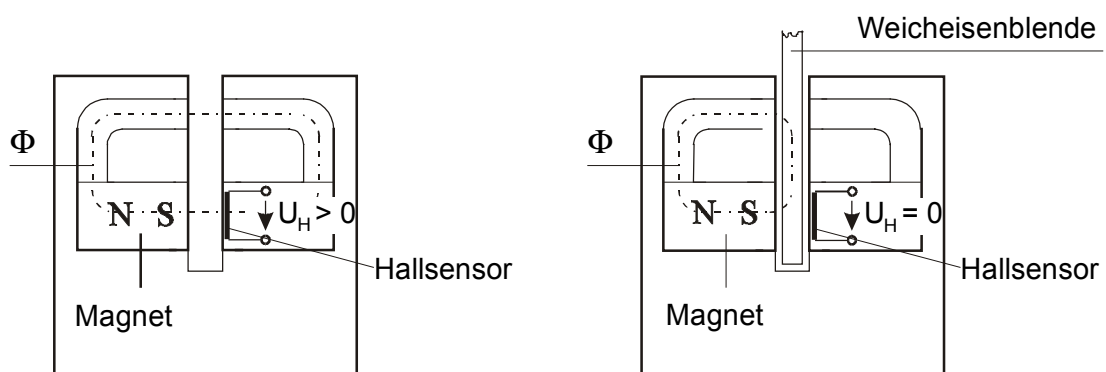 Weicheisenblende
Φ
N S
U_H > 0
Hallsensor
Magnet
Φ
N S
U_H = 0
Hallsensor
Magnet